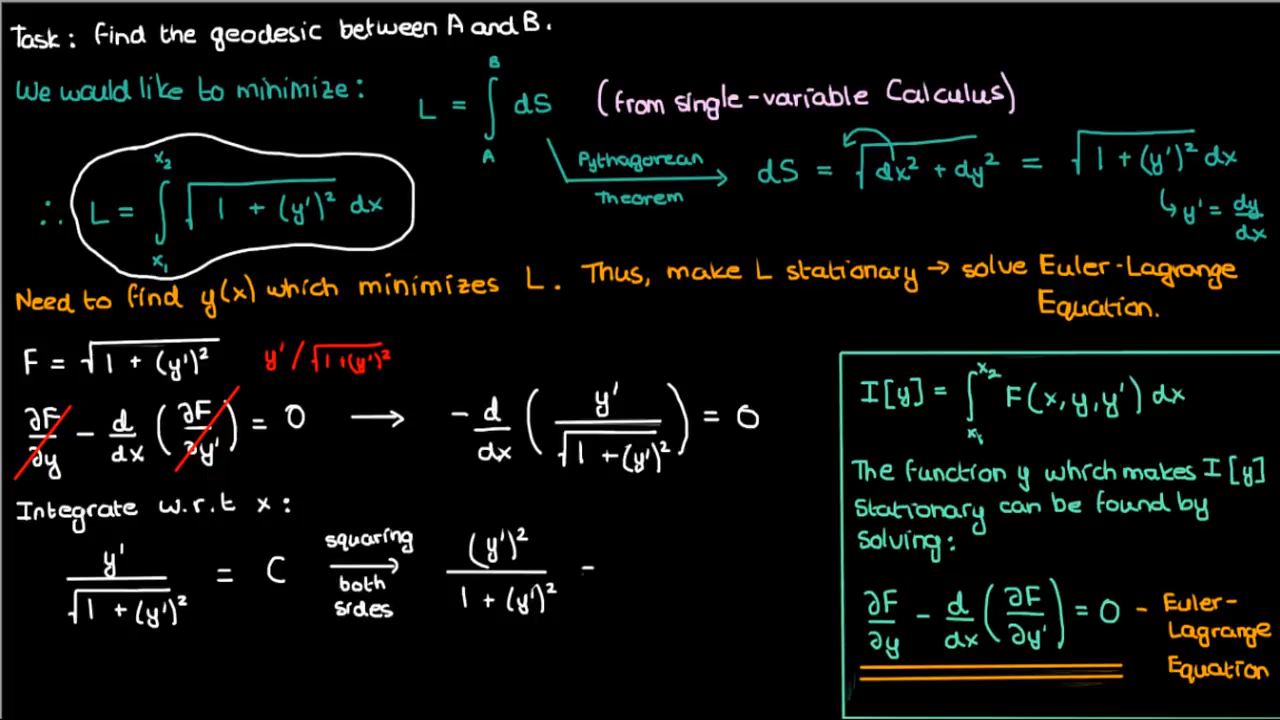 Task: Find the geodesic between A and B.
We would like to minimize: L = ∫_A^B dS (from single-variable Calculus)
Pythagorean Theorem → dS = √(dx² + dy²) = √(1 + (y')²) dx
↳ y' = dy/dx
∴ L = ∫_{x₁}^{x₂} √(1 + (y')²) dx
Need to find y(x) which minimizes L. Thus, make L stationary → solve Euler-Lagrange
Equation.
F = √(1 + (y')²) y' / √(1+(y')²)
∂F/∂y - d/dx (∂F/∂y') = 0 → - d/dx (y' / √(1 + (y')²)) = 0
Integrate w.r.t x:
y' / √(1 + (y')²) = C squaring both sides → (y')² / (1 + (y')²) -
I[y] = ∫_{x₁}^{x₂} F(x, y, y') dx
The function y which makes I[y]
stationary can be found by
solving:
∂F/∂y - d/dx (∂F/∂y') = 0 - Euler-
Lagrange
Equation